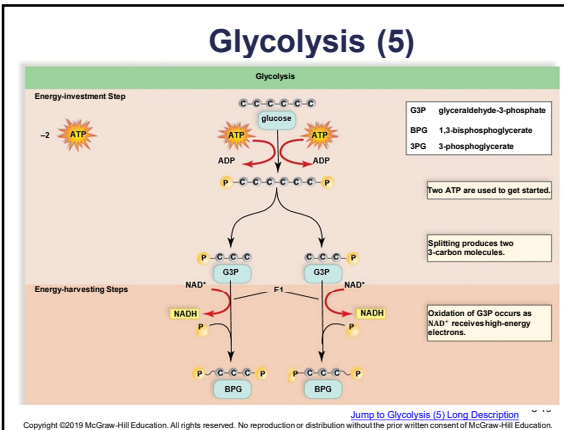 Glycolysis (5)
Glycolysis
Energy-investment Step
–2 ATP
C C C C C C
glucose
ATP ATP
ADP ADP
P C C C C C C P
G3P glyceraldehyde-3-phosphate
BPG 1,3-bisphoglycerate
3PG 3-phosphoglycerate
Two ATP are used to get started.
P C C C P C C C
G3P G3P
Splitting produces two
3-carbon molecules.
Energy-harvesting Steps
NAD+ E1 NAD+
NADH NADH
P P
Oxidation of G3P occurs as
NAD+ receives high-energy
electrons.
P C C C P P C C C P
BPG BPG
Jump to Glycolysis (5) Long Description
Copyright ©2019 McGraw-Hill Education. All rights reserved. No reproduction or distribution without the prior written consent of McGraw-Hill Education.